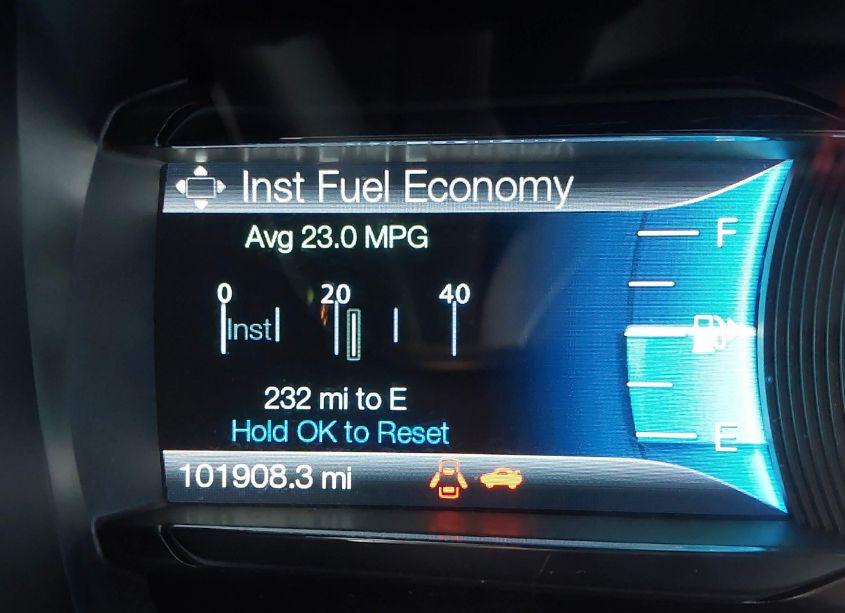 Inst Fuel Economy
Avg 23.0 MPG
F
0 20 40
Inst
232 mi to E
Hold OK to Reset
E
101908.3 mi